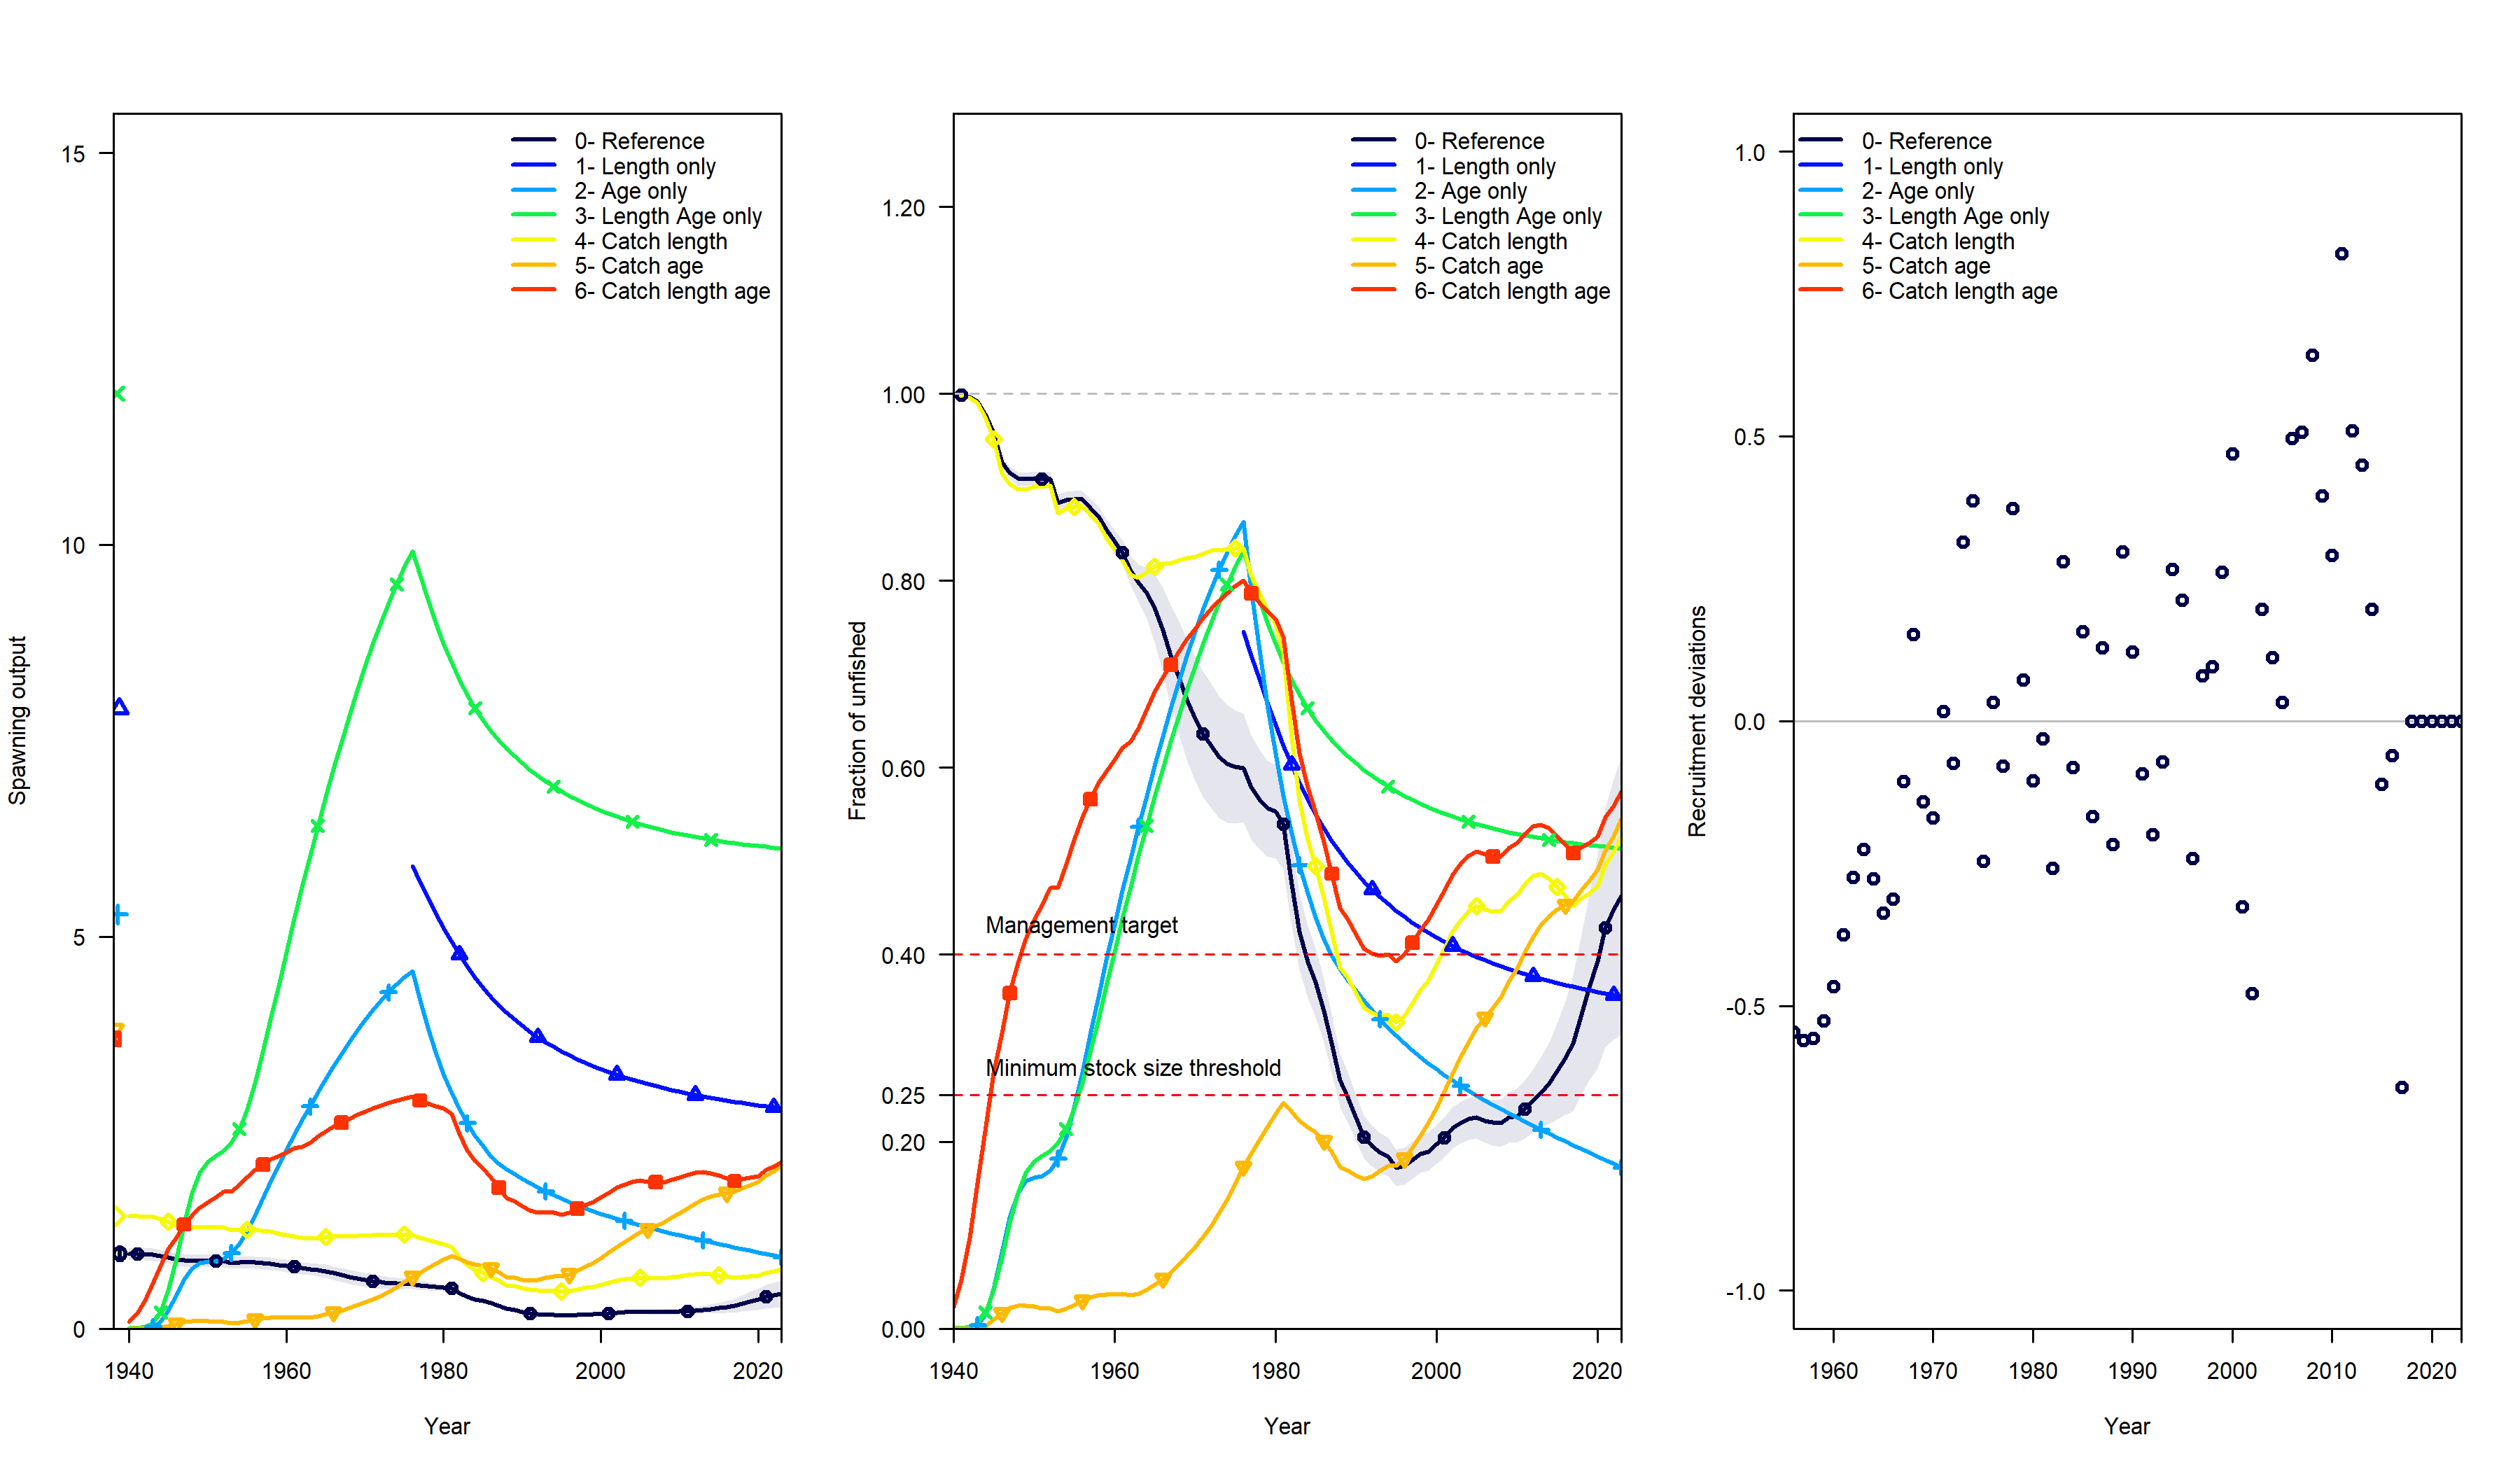 Spawning output
15
10
5
0
1940
1960
1980
2000
2020
Year
0- Reference
1- Length only
2- Age only
3- Length Age only
4- Catch length
5- Catch age
6- Catch length age
Fraction of unfished
1.20
1.00
0.80
0.60
0.40
0.25
0.20
0.00
1940
1960
1980
2000
2020
Year
0- Reference
1- Length only
2- Age only
3- Length Age only
4- Catch length
5- Catch age
6- Catch length age
Management target
Minimum stock size threshold
Recruitment deviations
1.0
0.5
0.0
-0.5
-1.0
1960
1970
1980
1990
2000
2010
2020
Year
0- Reference
1- Length only
2- Age only
3- Length Age only
4- Catch length
5- Catch age
6- Catch length age